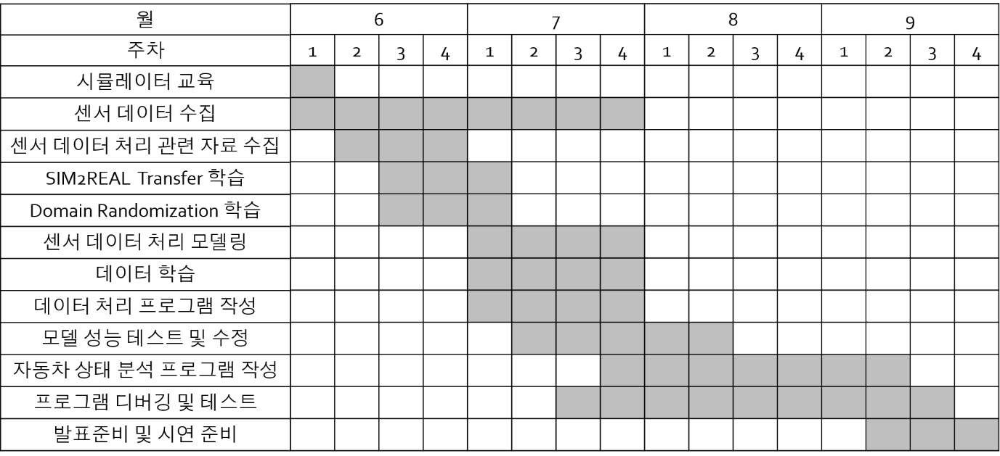 월 6 7 8 9
주차 1 2 3 4 1 2 3 4 1 2 3 4 1 2 3 4
시뮬레이터 교육
센서 데이터 수집
센서 데이터 처리 관련 자료 수집
SIM2REAL Transfer 학습
Domain Randomization 학습
센서 데이터 처리 모델링
데이터 학습
데이터 처리 프로그램 작성
모델 성능 테스트 및 수정
자동차 상태 분석 프로그램 작성
프로그램 디버깅 및 테스트
발표준비 및 시연 준비